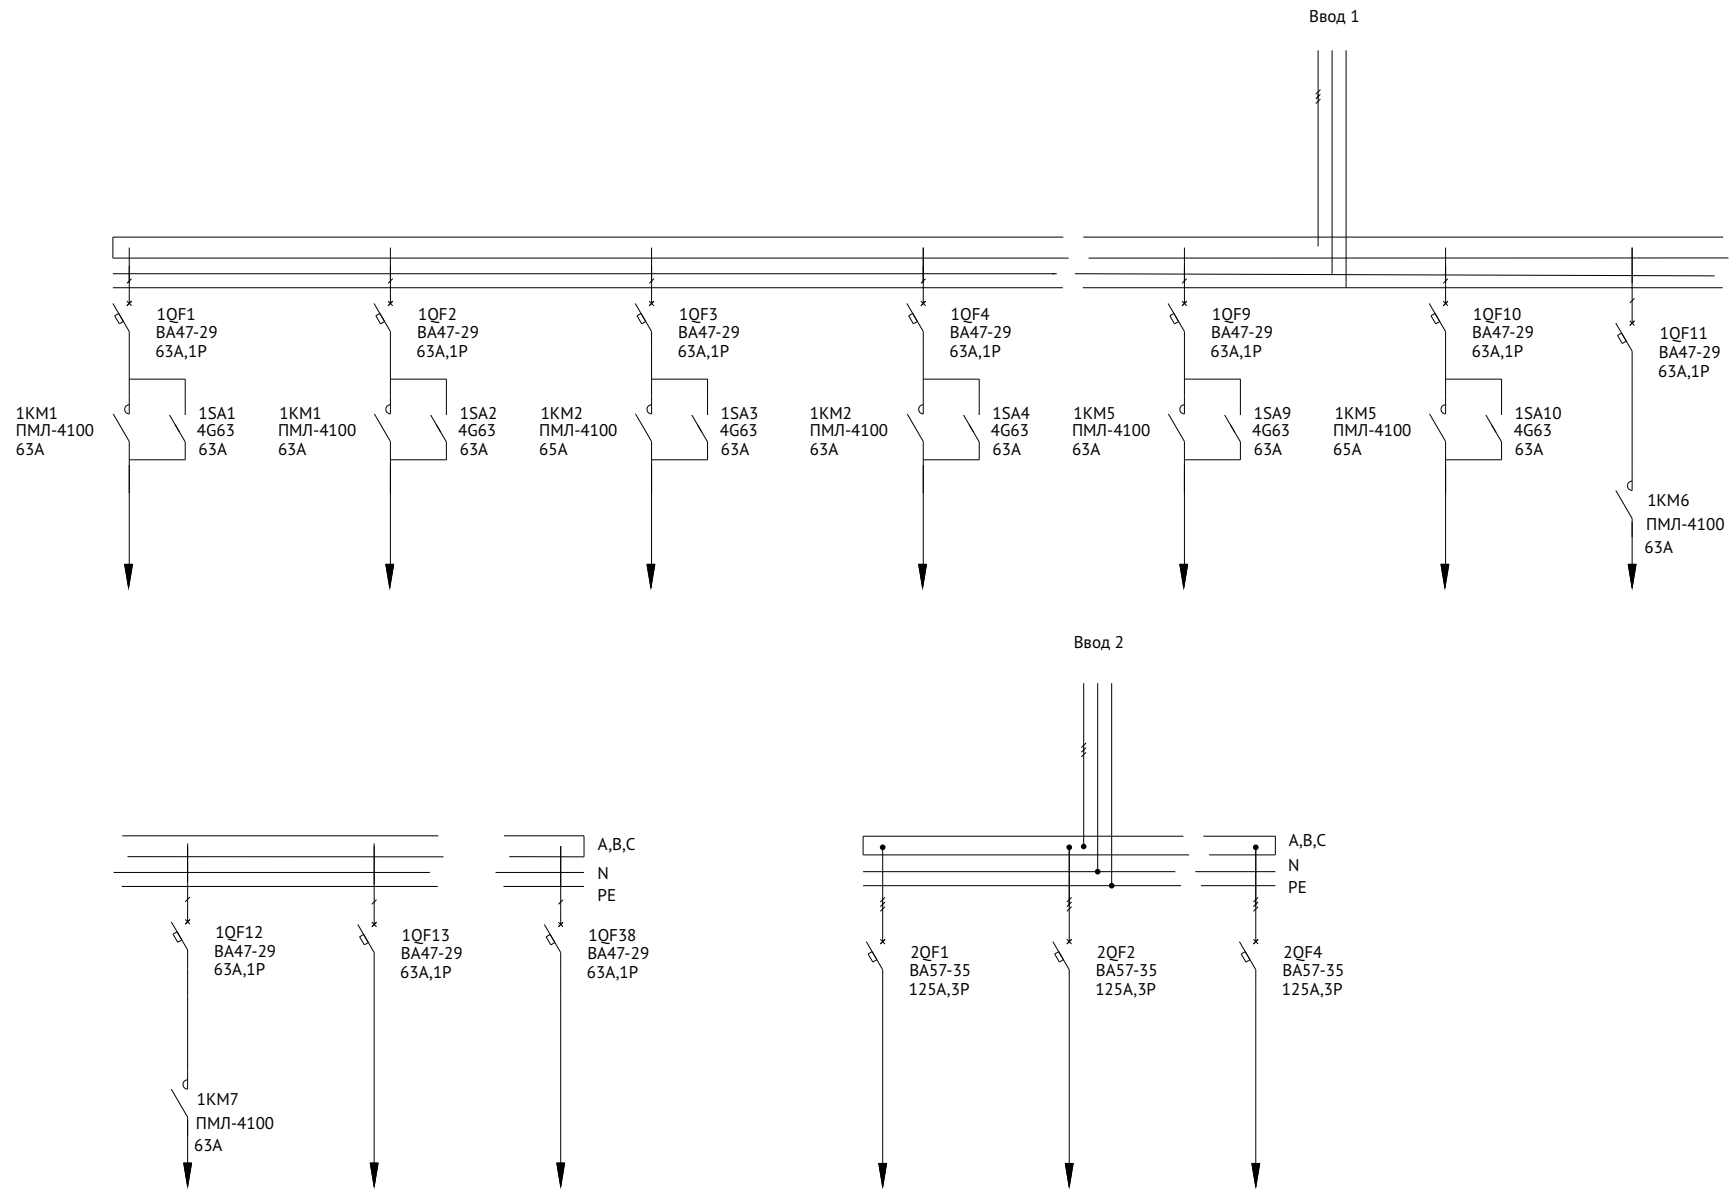 Ввод 1
1QF1
ВА47-29
63А,1Р
1QF2
ВА47-29
63А,1Р
1QF3
ВА47-29
63А,1Р
1QF4
ВА47-29
63А,1Р
1QF9
ВА47-29
63А,1Р
1QF10
ВА47-29
63А,1Р
1QF11
ВА47-29
63А,1Р
1КМ1
ПМЛ-4100
63А
1SA1
4G63
63А
1КМ1
ПМЛ-4100
63А
1SA2
4G63
63А
1КМ2
ПМЛ-4100
65А
1SA3
4G63
63А
1КМ2
ПМЛ-4100
63А
1SA4
4G63
63А
1КМ5
ПМЛ-4100
63А
1SA9
4G63
63А
1КМ5
ПМЛ-4100
65А
1SA10
4G63
63А
1КМ6
ПМЛ-4100
63А
Ввод 2
A,B,C
N
PE
1QF12
ВА47-29
63А,1Р
1QF13
ВА47-29
63А,1Р
1QF38
ВА47-29
63А,1Р
1КМ7
ПМЛ-4100
63А
A,B,C
N
PE
2QF1
ВА57-35
125А,3Р
2QF2
ВА57-35
125А,3Р
2QF4
ВА57-35
125А,3Р